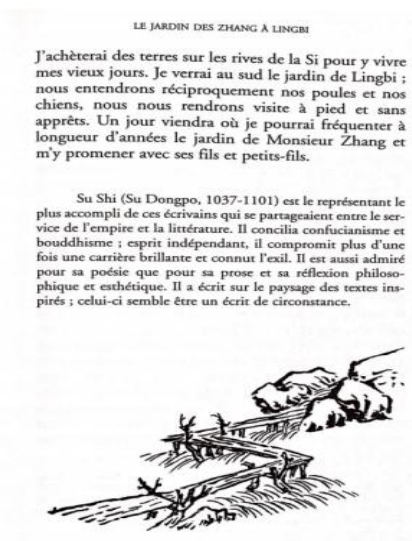 LE JARDIN DES ZHANG À LINGBI
J'achèterai des terres sur les rives de la Si pour y vivre
mes vieux jours. Je verrai au sud le jardin de Lingbi ;
nous entendrons réciproquement nos poules et nos
chiens, nous nous rendrons visite à pied et sans
apprêts. Un jour viendra où je pourrai fréquenter à
longueur d'années le jardin de Monsieur Zhang et
m'y promener avec ses fils et petits-fils.
Su Shi (Su Dongpo, 1037-1101) est le représentant le
plus accompli de ces écrivains qui se partageaient entre le ser-
vice de l'empire et la littérature. Il concilia confucianisme et
bouddhisme ; esprit indépendant, il compromit plus d'une
fois une carrière brillante et connut l'exil. Il est aussi admiré
pour sa poésie que pour sa prose et sa réflexion philoso-
phique et esthétique. Il a écrit sur le paysage des textes ins-
pirés ; celui-ci semble être un écrit de circonstance.